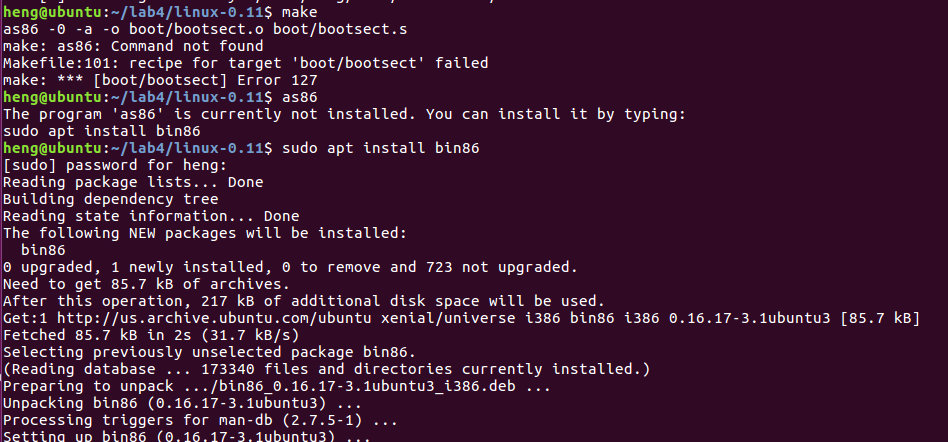 heng@ubuntu:~/lab4/linux-0.11$ make
as86 -0 -a -o boot/bootsect.o boot/bootsect.s
make: as86: Command not found
Makefile:101: recipe for target 'boot/bootsect' failed
make: *** [boot/bootsect] Error 127
heng@ubuntu:~/lab4/linux-0.11$ as86
The program 'as86' is currently not installed. You can install it by typing:
sudo apt install bin86
heng@ubuntu:~/lab4/linux-0.11$ sudo apt install bin86
[sudo] password for heng:
Reading package lists... Done
Building dependency tree
Reading state information... Done
The following NEW packages will be installed:
  bin86
0 upgraded, 1 newly installed, 0 to remove and 723 not upgraded.
Need to get 85.7 kB of archives.
After this operation, 217 kB of additional disk space will be used.
Get:1 http://us.archive.ubuntu.com/ubuntu xenial/universe i386 bin86 i386 0.16.17-3.1ubuntu3 [85.7 kB]
Fetched 85.7 kB in 2s (31.7 kB/s)
Selecting previously unselected package bin86.
(Reading database ... 173340 files and directories currently installed.)
Preparing to unpack .../bin86_0.16.17-3.1ubuntu3_i386.deb ...
Unpacking bin86 (0.16.17-3.1ubuntu3) ...
Processing triggers for man-db (2.7.5-1) ...
Setting up bin86 (0.16.17-3.1ubuntu3) ...